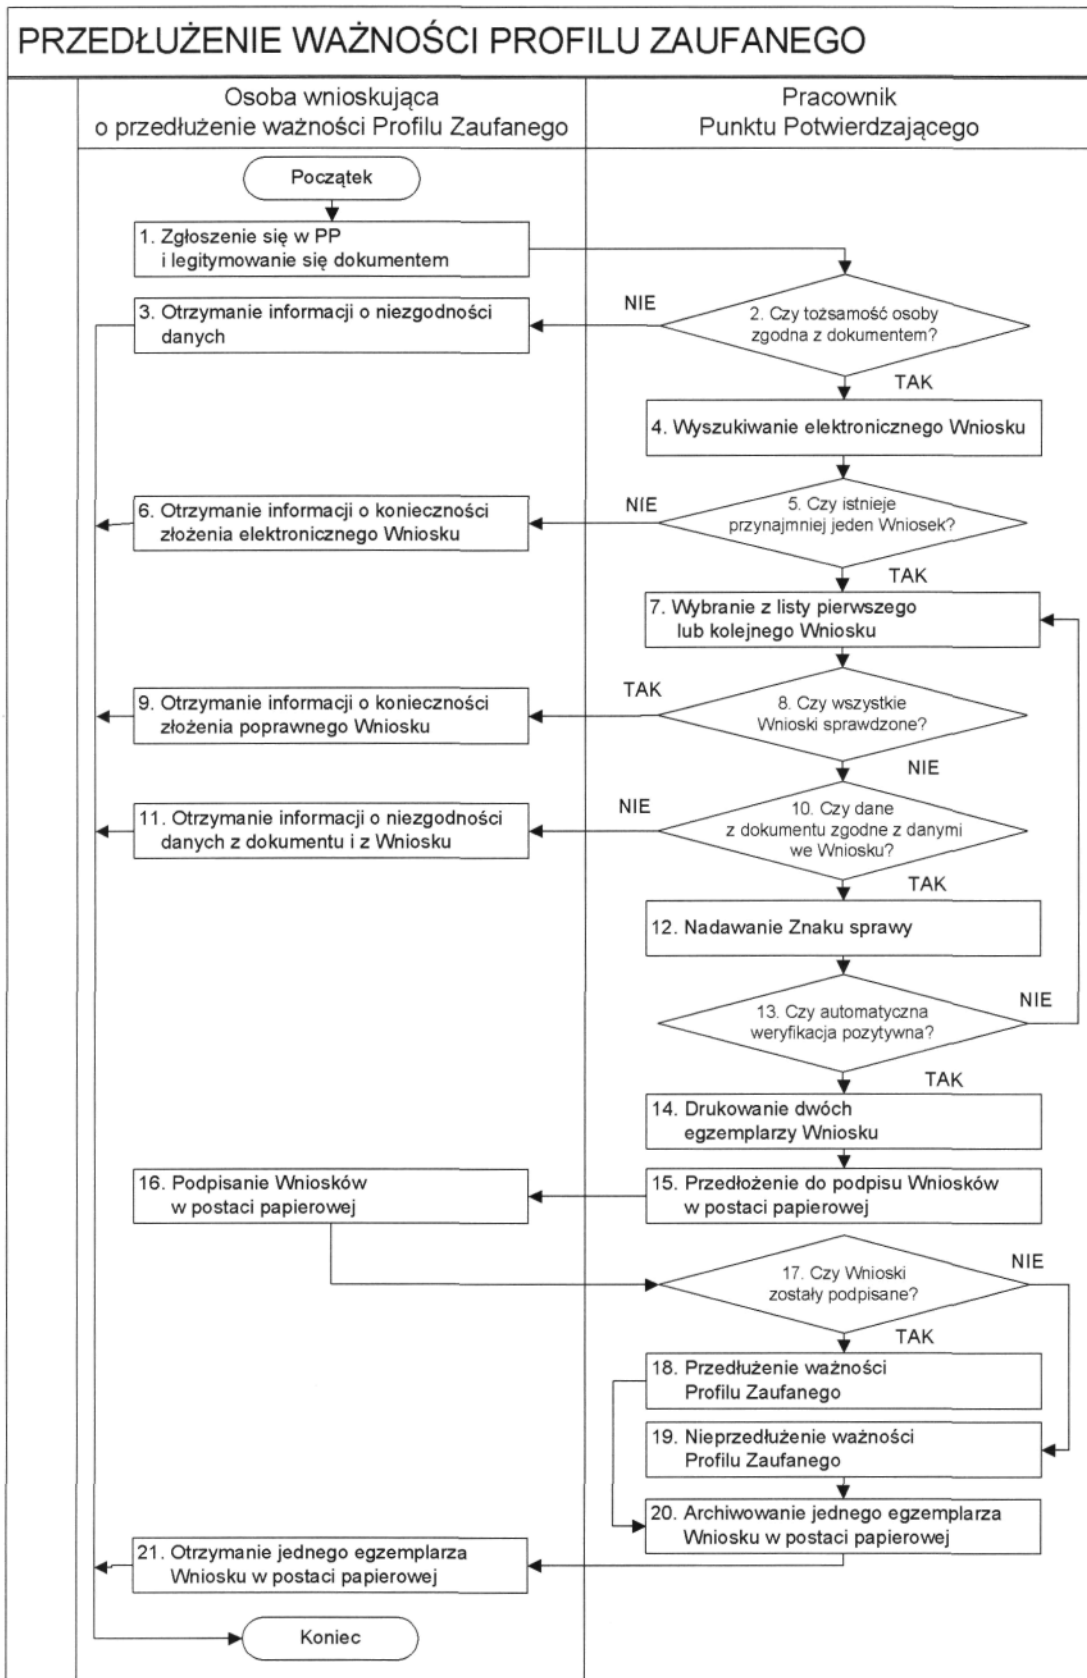 PRZEDŁUŻENIE WAŻNOŚCI PROFILU ZAUFANEGO
Osoba wnioskująca
o przedłużenie ważności Profilu Zaufanego
Pracownik
Punktu Potwierdzającego
Początek
1. Zgłoszenie się w PP
i legitymowanie się dokumentem
2. Czy tożsamość osoby
zgodna z dokumentem?
NIE
3. Otrzymanie informacji o niezgodności
danych
TAK
4. Wyszukiwanie elektronicznego Wniosku
5. Czy istnieje
przynajmniej jeden Wniosek?
NIE
6. Otrzymanie informacji o konieczności
złożenia elektronicznego Wniosku
TAK
7. Wybranie z listy pierwszego
lub kolejnego Wniosku
8. Czy wszystkie
Wnioski sprawdzone?
TAK
9. Otrzymanie informacji o konieczności
złożenia poprawnego Wniosku
NIE
10. Czy dane
z dokumentu zgodne z danymi
we Wniosku?
NIE
11. Otrzymanie informacji o niezgodności
danych z dokumentu i z Wniosku
TAK
12. Nadawanie Znaku sprawy
13. Czy automatyczna
weryfikacja pozytywna?
NIE
TAK
14. Drukowanie dwóch
egzemplarzy Wniosku
15. Przedłożenie do podpisu Wniosków
w postaci papierowej
16. Podpisanie Wniosków
w postaci papierowej
17. Czy Wnioski
zostały podpisane?
NIE
TAK
18. Przedłużenie ważności
Profilu Zaufanego
19. Nieprzedłużenie ważności
Profilu Zaufanego
20. Archiwowanie jednego egzemplarza
Wniosku w postaci papierowej
21. Otrzymanie jednego egzemplarza
Wniosku w postaci papierowej
Koniec